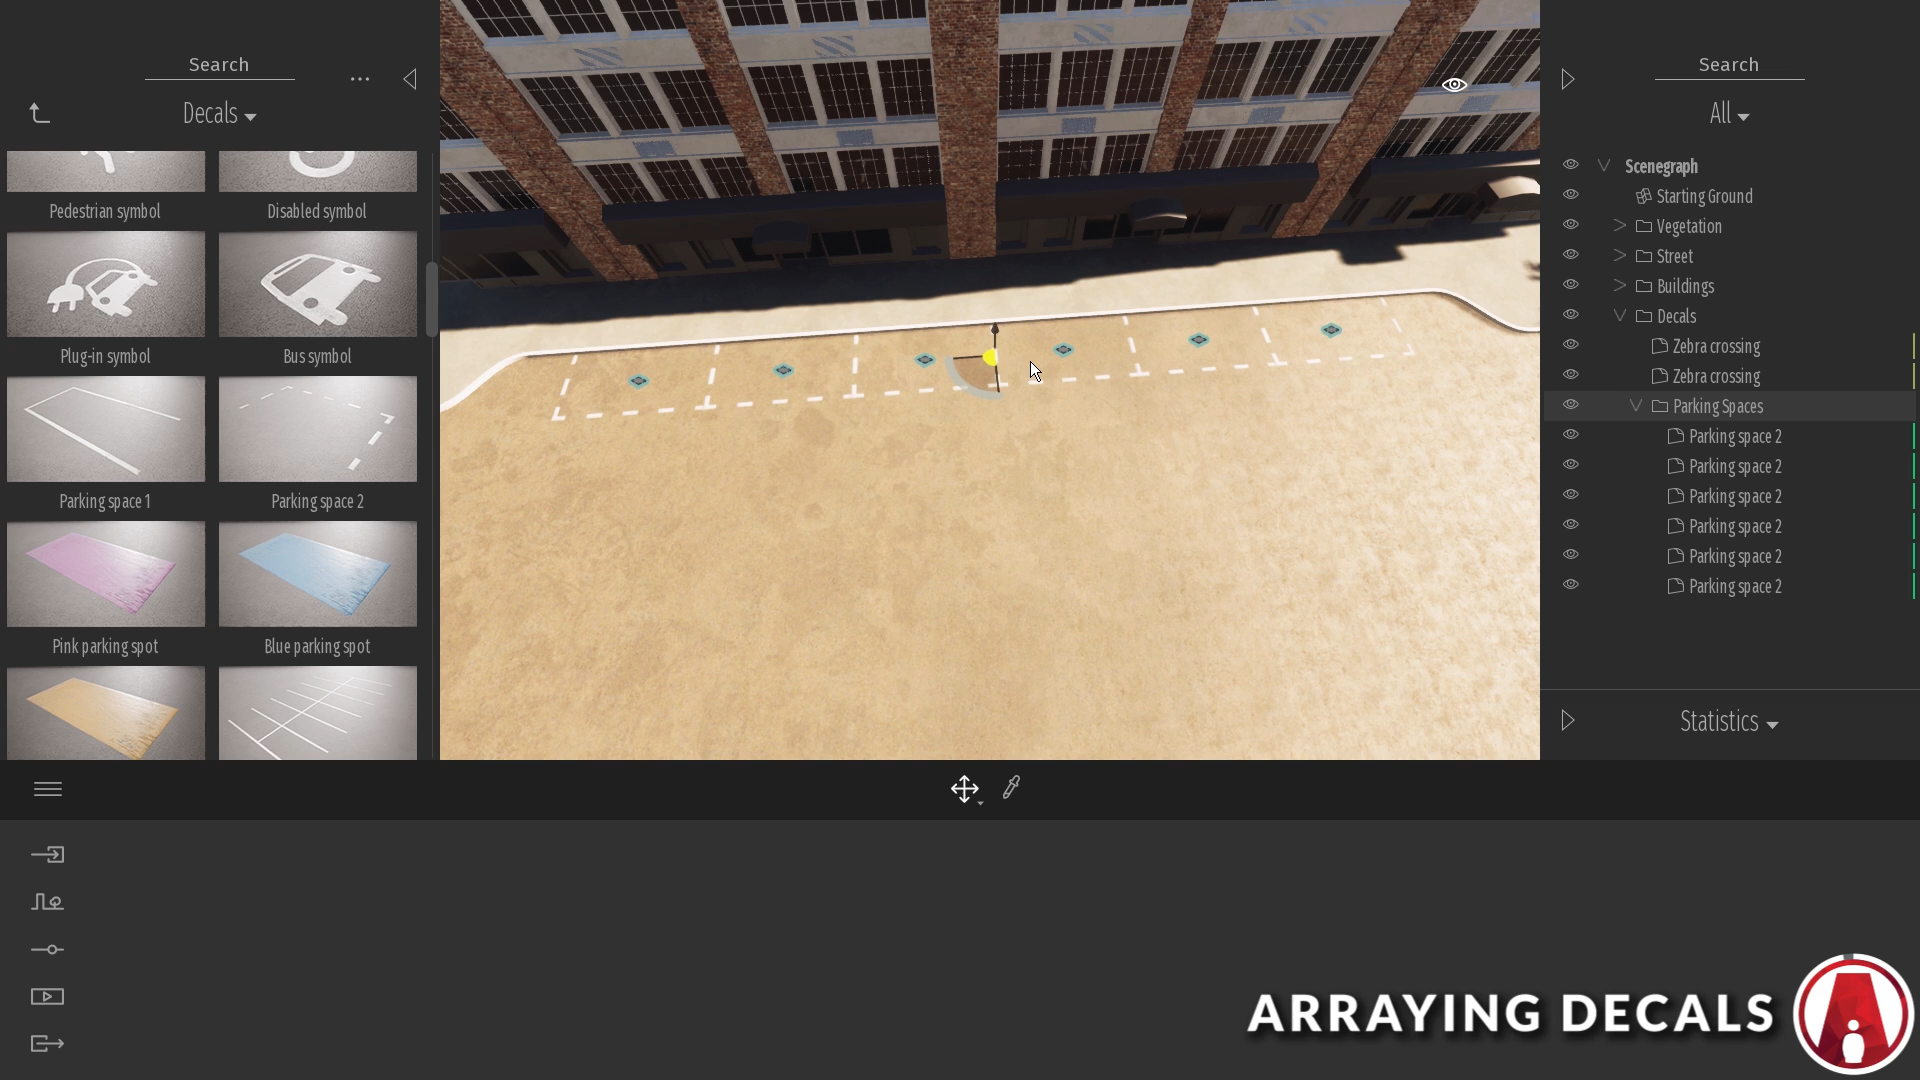 Search
Decals
Pedestrian symbol
Disabled symbol
Plug-in symbol
Bus symbol
Parking space 1
Parking space 2
Pink parking spot
Blue parking spot
Search
All
Scenegraph
Starting Ground
Vegetation
Street
Buildings
Decals
Zebra crossing
Zebra crossing
Parking Spaces
Parking space 2
Parking space 2
Parking space 2
Parking space 2
Parking space 2
Parking space 2
Statistics
ARRAYING DECALS